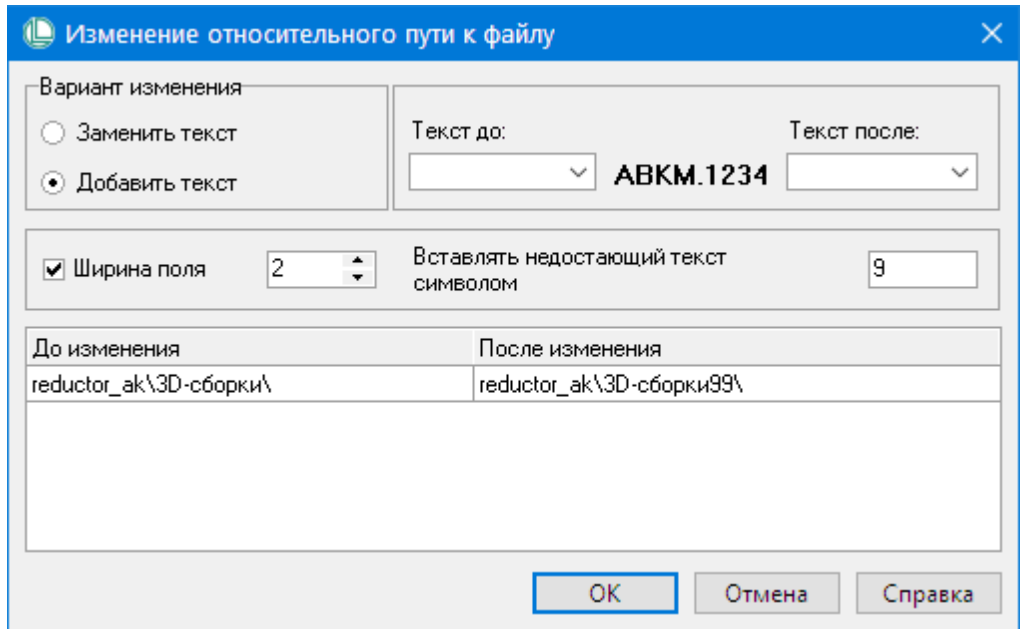 Изменение относительного пути к файлу
Вариант изменения
Заменить текст
Добавить текст
Текст до:
Текст после:
АВКМ.1234
Ширина поля
2
Вставлять недостающий текст
символом
9
До изменения
После изменения
reductor_ak\3D-сборки\
reductor_ak\3D-сборки99\
OK
Отмена
Справка